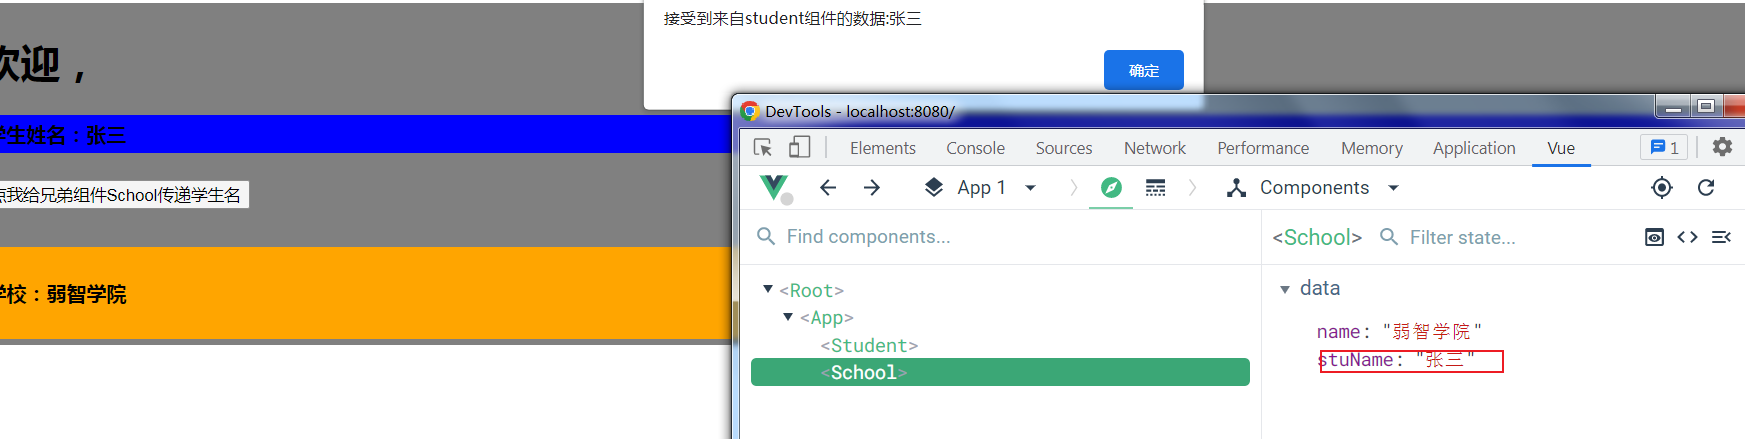 接受到来自student组件的数据:张三
确定
欢迎，
学生姓名：张三
点我给兄弟组件School传递学生名
学校：弱智学院
DevTools - localhost:8080/
Elements Console Sources Network Performance Memory Application Vue 1
App 1 Components
Find components...
<School> Filter state...
<Root>
<App>
<Student>
<School>
data
name: "弱智学院"
stuName: "张三"